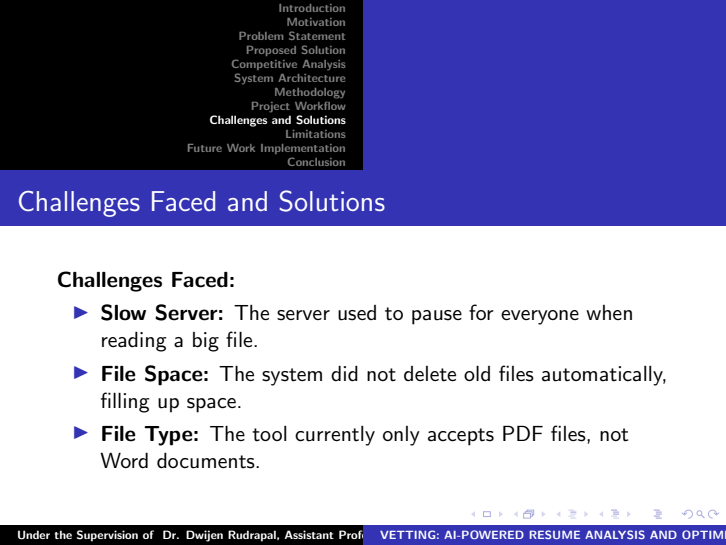 Introduction
Motivation
Problem Statement
Proposed Solution
Competitive Analysis
System Architecture
Methodology
Project Workflow
Challenges and Solutions
Limitations
Future Work Implementation
Conclusion
Challenges Faced and Solutions
Challenges Faced:
Slow Server: The server used to pause for everyone when
reading a big file.
File Space: The system did not delete old files automatically,
filling up space.
File Type: The tool currently only accepts PDF files, not
Word documents.
Under the Supervision of Dr. Dwijen Rudrapal, Assistant Prof
VETTING: AI-POWERED RESUME ANALYSIS AND OPTIM